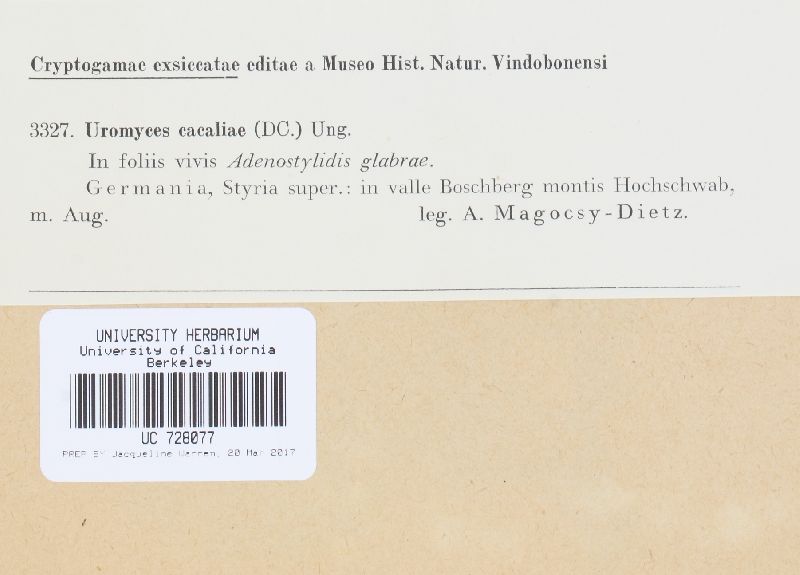 Cryptogamae exsiccatae editae a Museo Hist. Natur. Vindobonensi
3327. Uromyces cacaliae (DC.) Ung.
In foliis vivis Adenostylidis glabrae.
Germania, Styria super.: in valle Boschberg montis Hochschwab,
m. Aug. leg. A. Magocsy-Dietz.
UNIVERSITY HERBARIUM
University of California
Berkeley
UC 728077
PREP BY Jacqueline Warren, 20 Mar 2017